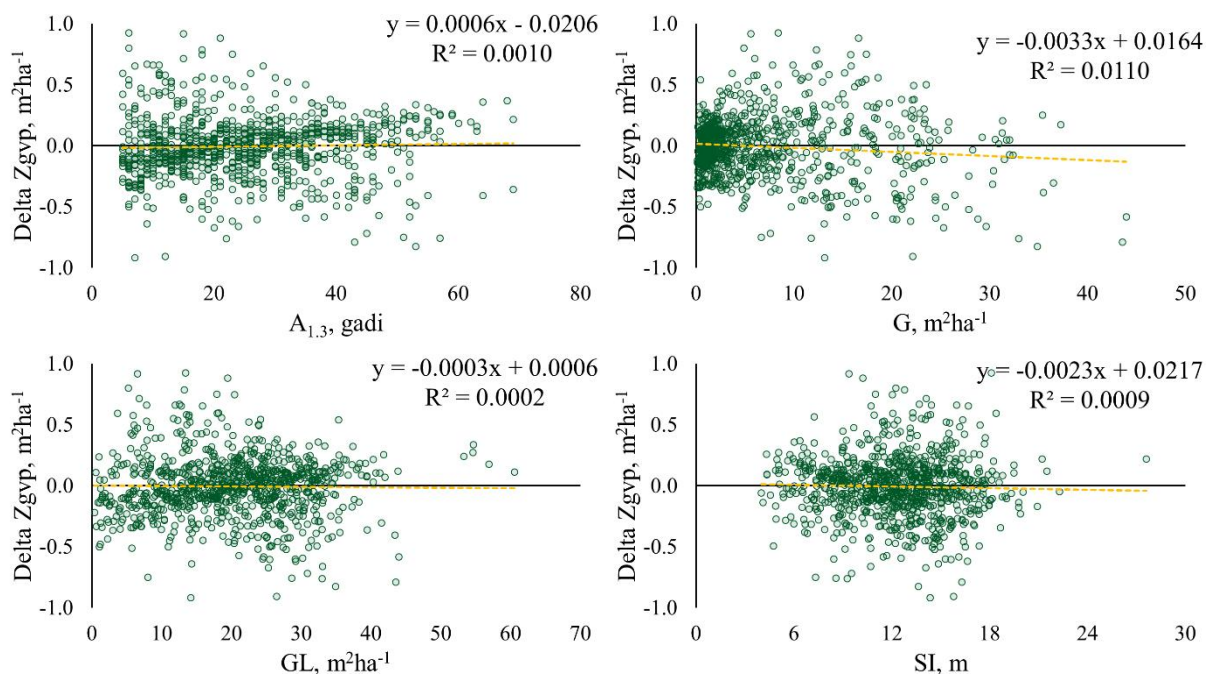 y = 0.0006x - 0.0206
R² = 0.0010
Delta Zgvp, m²ha⁻¹
1.0
0.5
0.0
-0.5
-1.0
0 20 40 60 80
A₁.₃, gadi
y = -0.0033x + 0.0164
R² = 0.0110
Delta Zgvp, m²ha⁻¹
1.0
0.5
0.0
-0.5
-1.0
0 10 20 30 40 50
G, m²ha⁻¹
y = -0.0003x + 0.0006
R² = 0.0002
Delta Zgvp, m²ha⁻¹
1.0
0.5
0.0
-0.5
-1.0
0 10 20 30 40 50 60 70
GL, m²ha⁻¹
y = -0.0023x + 0.0217
R² = 0.0009
Delta Zgvp, m²ha⁻¹
1.0
0.5
0.0
-0.5
-1.0
0 6 12 18 24 30
SI, m